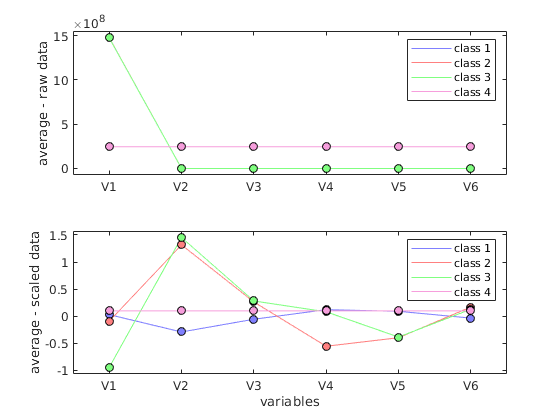 ×10⁸
average - raw data
15
10
5
0
class 1
class 2
class 3
class 4
V1 V2 V3 V4 V5 V6
average - scaled data
1.5
1
0.5
0
-0.5
-1
class 1
class 2
class 3
class 4
V1 V2 V3 V4 V5 V6
variables